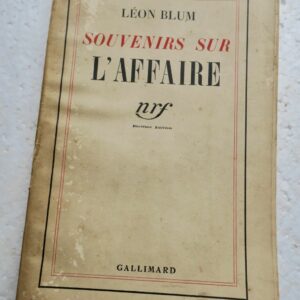 LÉON BLUM
SOUVENIRS SUR
L'AFFAIRE
nrf
GALLIMARD